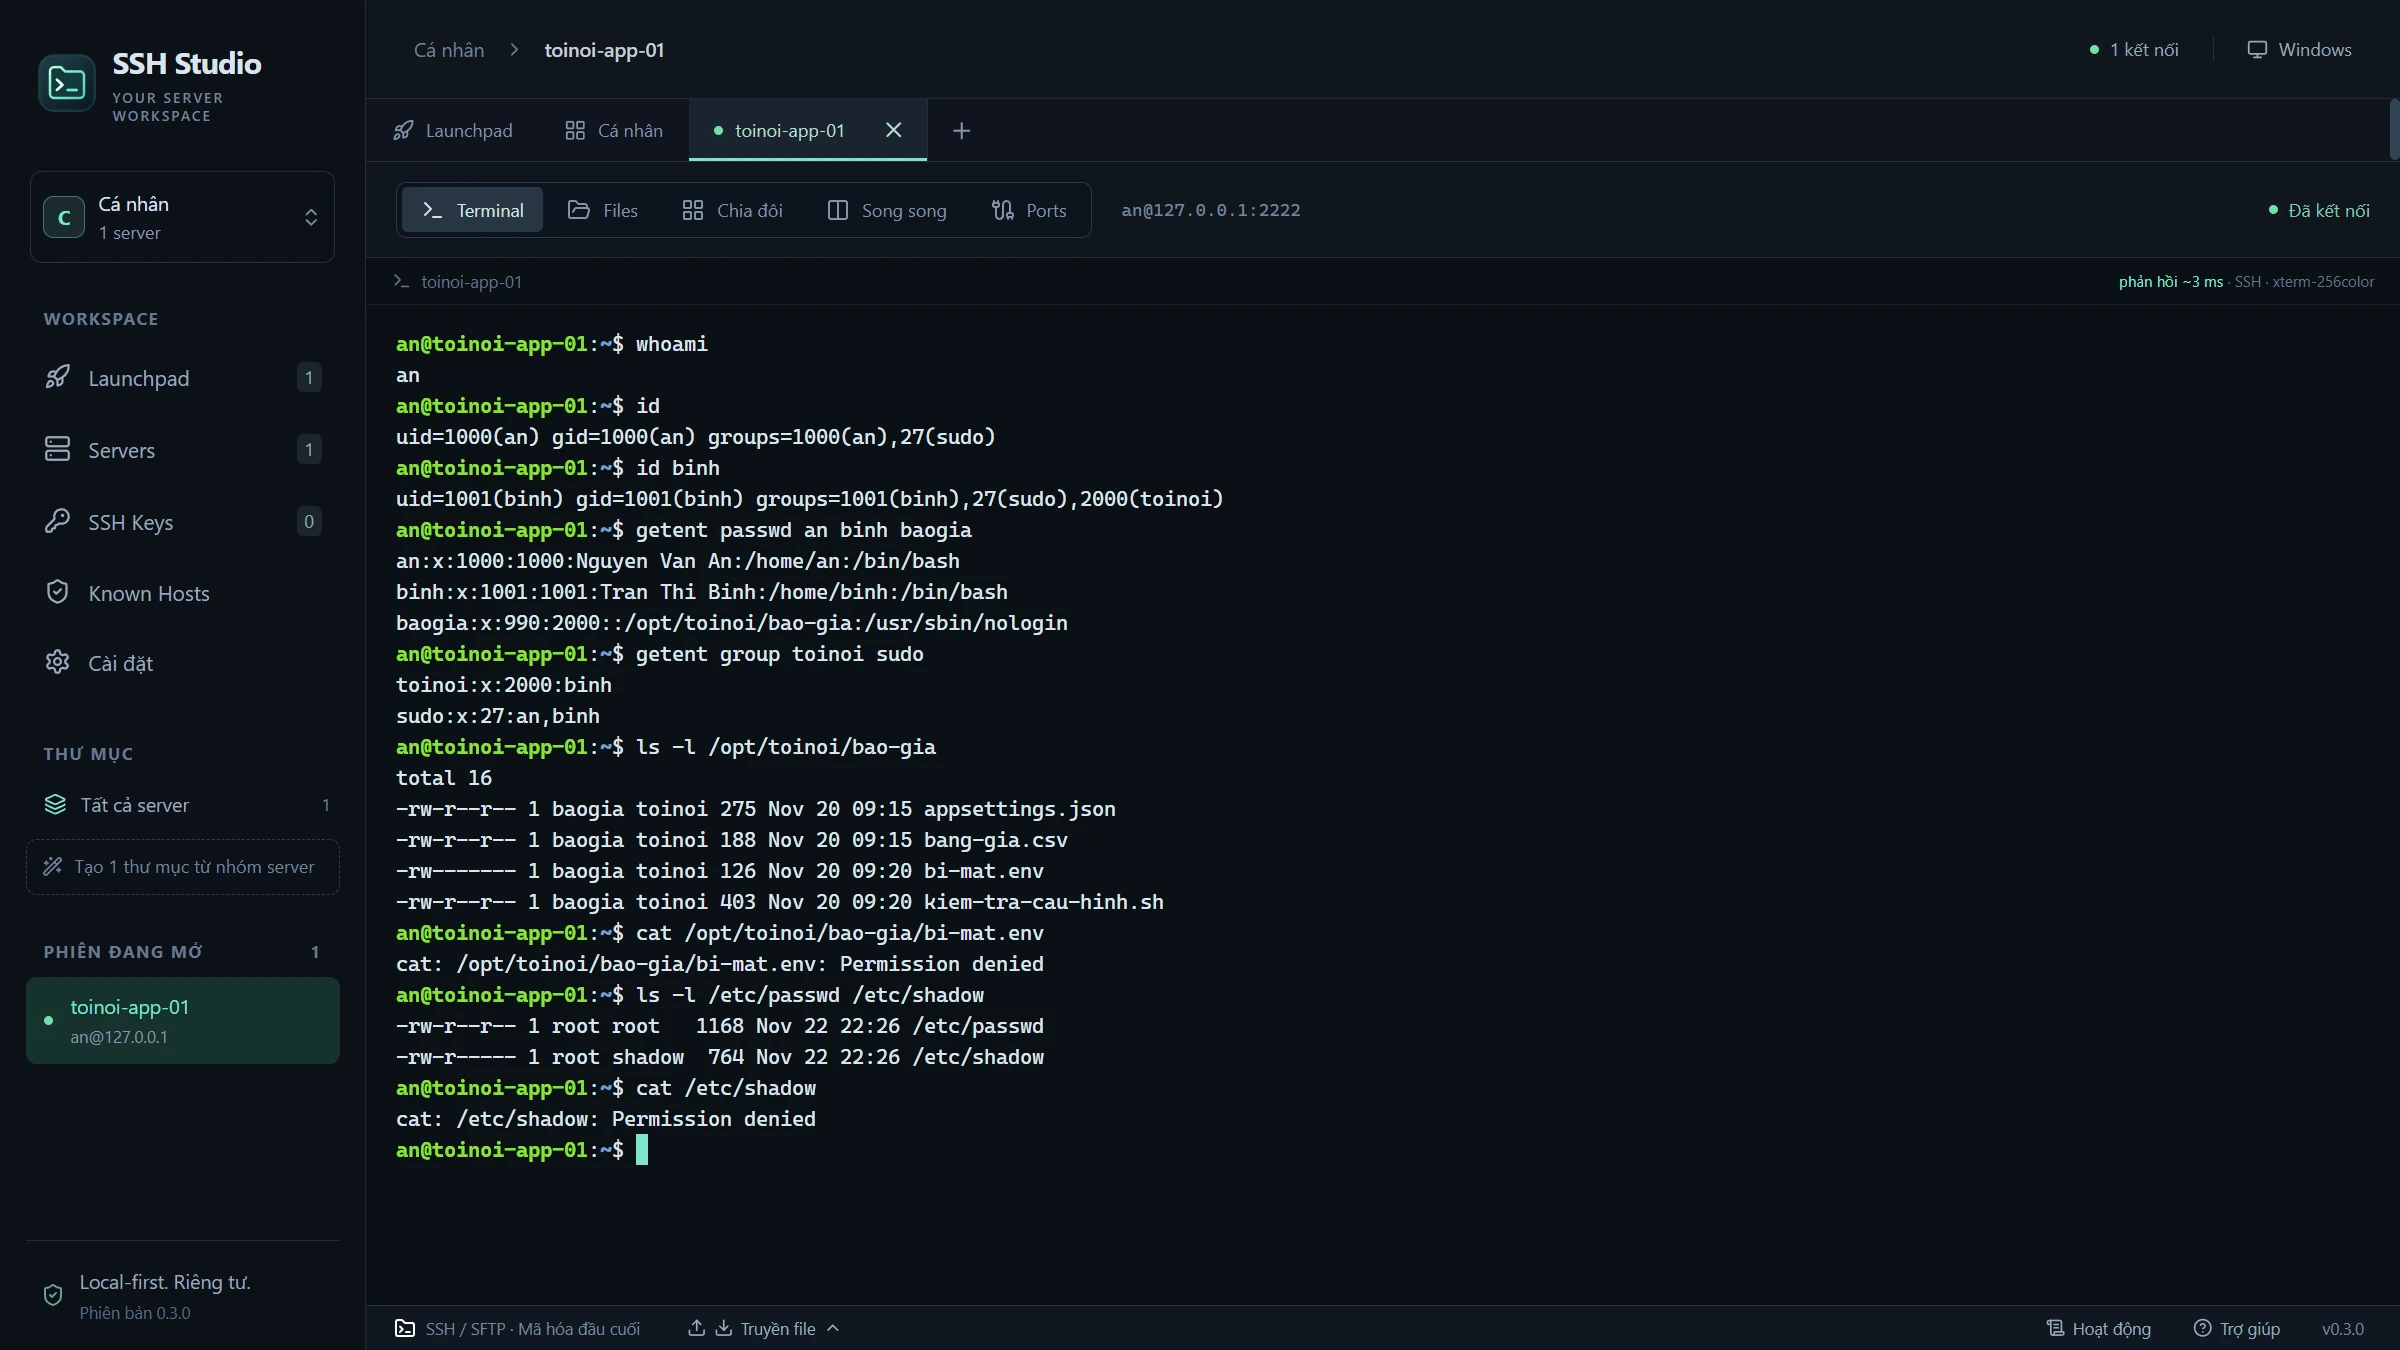 SSH Studio
YOUR SERVER
WORKSPACE
C
Cá nhân
1 server
WORKSPACE
Launchpad 1
Servers 1
SSH Keys 0
Known Hosts
Cài đặt
THƯ MỤC
Tất cả server 1
Tạo 1 thư mục từ nhóm server
PHIÊN ĐANG MỞ 1
toinoi-app-01
an@127.0.0.1
Local-first. Riêng tư.
Phiên bản 0.3.0
Cá nhân > toinoi-app-01
1 kết nối
Windows
Launchpad
Cá nhân
toinoi-app-01
Terminal
Files
Chia đôi
Song song
Ports
an@127.0.0.1:2222
Đã kết nối
toinoi-app-01
phản hồi ~3 ms · SSH · xterm-256color
an@toinoi-app-01:~$ whoami
an
an@toinoi-app-01:~$ id
uid=1000(an) gid=1000(an) groups=1000(an),27(sudo)
an@toinoi-app-01:~$ id binh
uid=1001(binh) gid=1001(binh) groups=1001(binh),27(sudo),2000(toinoi)
an@toinoi-app-01:~$ getent passwd an binh baogia
an:x:1000:1000:Nguyen Van An:/home/an:/bin/bash
binh:x:1001:1001:Tran Thi Binh:/home/binh:/bin/bash
baogia:x:990:2000::/opt/toinoi/bao-gia:/usr/sbin/nologin
an@toinoi-app-01:~$ getent group toinoi sudo
toinoi:x:2000:binh
sudo:x:27:an,binh
an@toinoi-app-01:~$ ls -l /opt/toinoi/bao-gia
total 16
-rw-r--r-- 1 baogia toinoi 275 Nov 20 09:15 appsettings.json
-rw-r--r-- 1 baogia toinoi 188 Nov 20 09:15 bang-gia.csv
-rw------- 1 baogia toinoi 126 Nov 20 09:20 bi-mat.env
-rw-r--r-- 1 baogia toinoi 403 Nov 20 09:20 kiem-tra-cau-hinh.sh
an@toinoi-app-01:~$ cat /opt/toinoi/bao-gia/bi-mat.env
cat: /opt/toinoi/bao-gia/bi-mat.env: Permission denied
an@toinoi-app-01:~$ ls -l /etc/passwd /etc/shadow
-rw-r--r-- 1 root root   1168 Nov 22 22:26 /etc/passwd
-rw-r----- 1 root shadow  764 Nov 22 22:26 /etc/shadow
an@toinoi-app-01:~$ cat /etc/shadow
cat: /etc/shadow: Permission denied
an@toinoi-app-01:~$
SSH / SFTP · Mã hóa đầu cuối
Truyền file
Hoạt động
Trợ giúp
v0.3.0